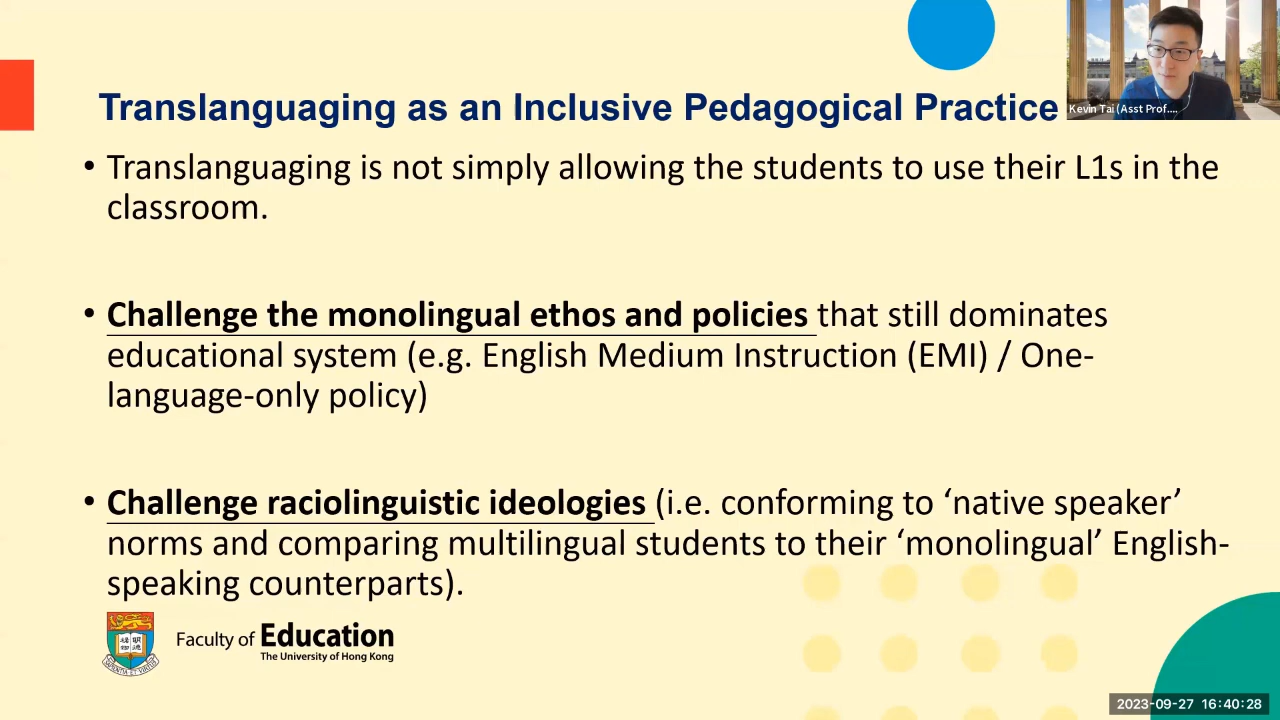 Translanguaging as an Inclusive Pedagogical Practice
Kevin Tai (Asst Prof....
• Translanguaging is not simply allowing the students to use their L1s in the
classroom.
• Challenge the monolingual ethos and policies that still dominates
educational system (e.g. English Medium Instruction (EMI) / One-
language-only policy)
• Challenge raciolinguistic ideologies (i.e. conforming to ‘native speaker’
norms and comparing multilingual students to their ‘monolingual’ English-
speaking counterparts).
Faculty of Education
The University of Hong Kong
2023-09-27 16:40:28